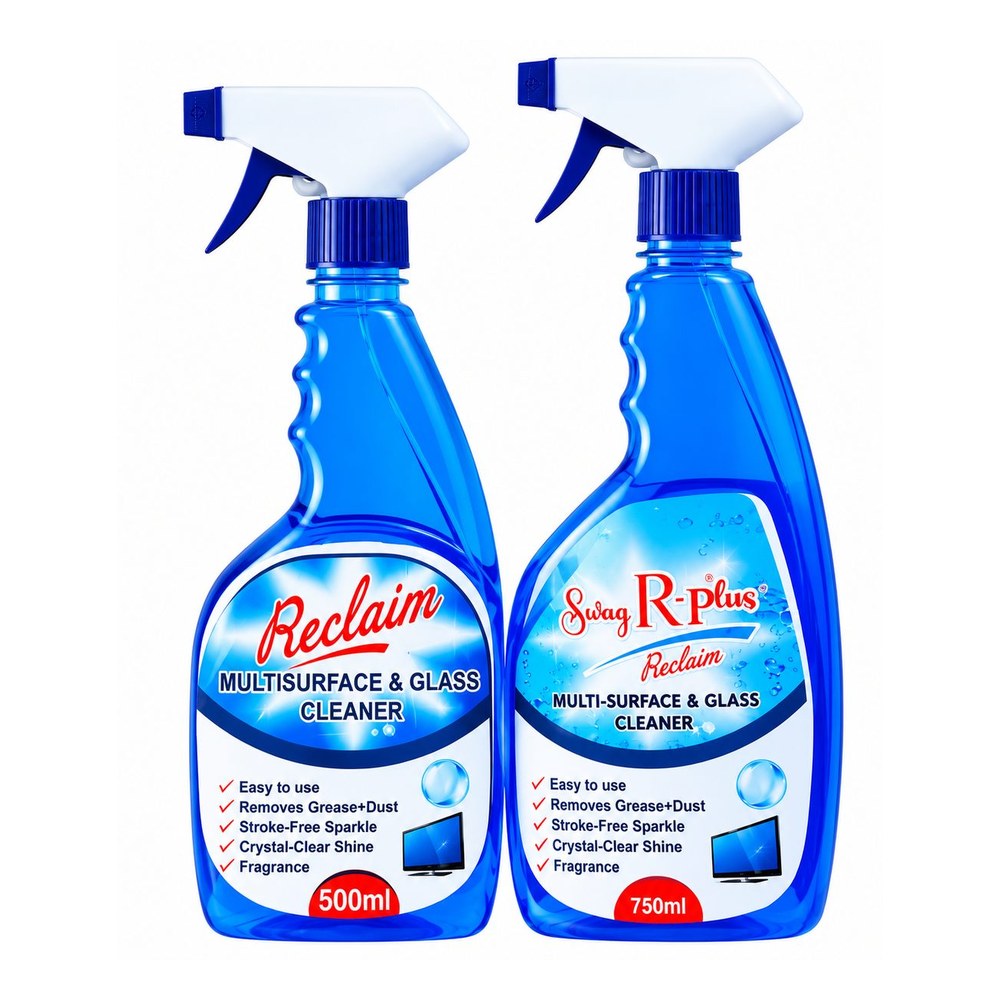 Reclaim
MULTISURFACE & GLASS
CLEANER
✓ Easy to use
✓ Removes Grease+Dust
✓ Stroke-Free Sparkle
✓ Crystal-Clear Shine
✓ Fragrance
500ml
Swag R-Plus®
Reclaim
MULTI-SURFACE & GLASS
CLEANER
✓ Easy to use
✓ Removes Grease+Dust
✓ Stroke-Free Sparkle
✓ Crystal-Clear Shine
✓ Fragrance
750ml